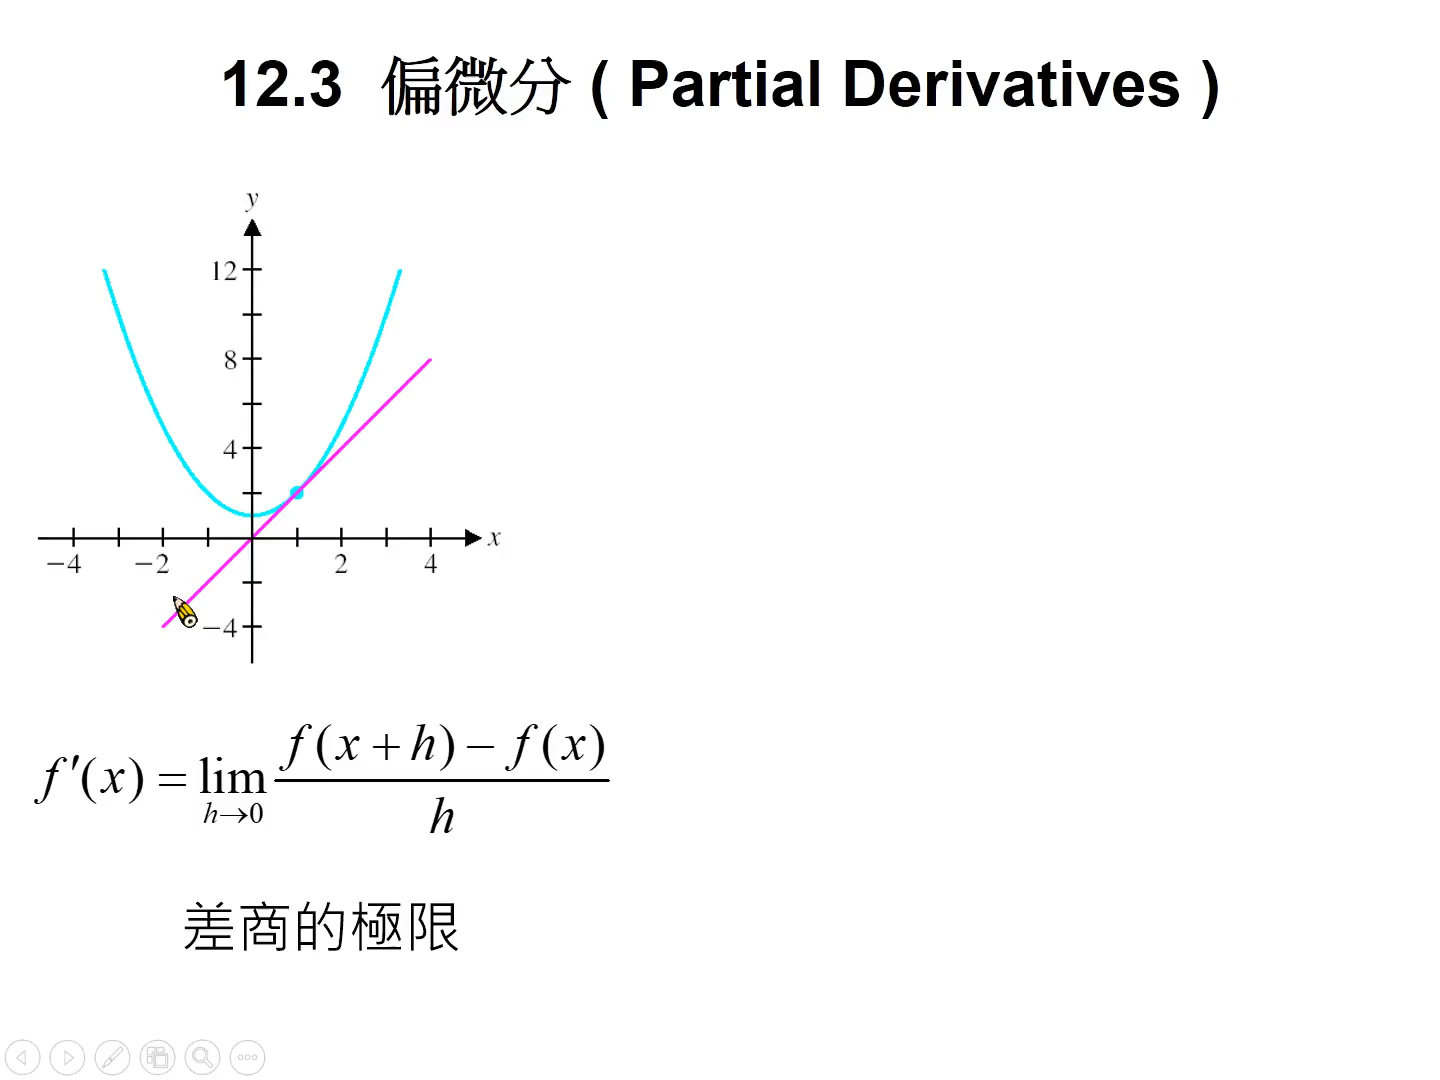 12.3 偏微分 ( Partial Derivatives )
y
12
8
4
−4 −2 2 4 x
−4
f′(x) = lim h→0 f(x + h) − f(x) / h
差商的極限